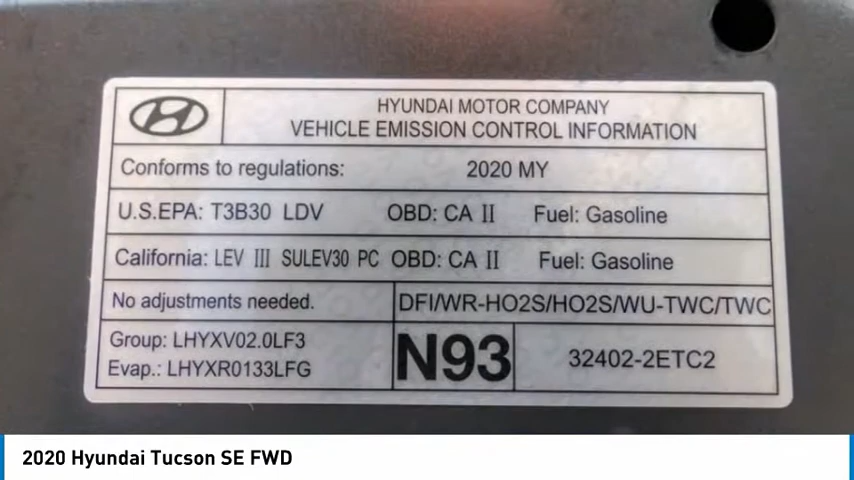 HYUNDAI MOTOR COMPANY
VEHICLE EMISSION CONTROL INFORMATION
Conforms to regulations: 2020 MY
U.S.EPA: T3B30 LDV OBD: CA II Fuel: Gasoline
California: LEV III SULEV30 PC OBD: CA II Fuel: Gasoline
No adjustments needed. DFI/WR-HO2S/HO2S/WU-TWC/TWC
Group: LHYXV02.0LF3
Evap.: LHYXR0133LFG
N93
32402-2ETC2
2020 Hyundai Tucson SE FWD